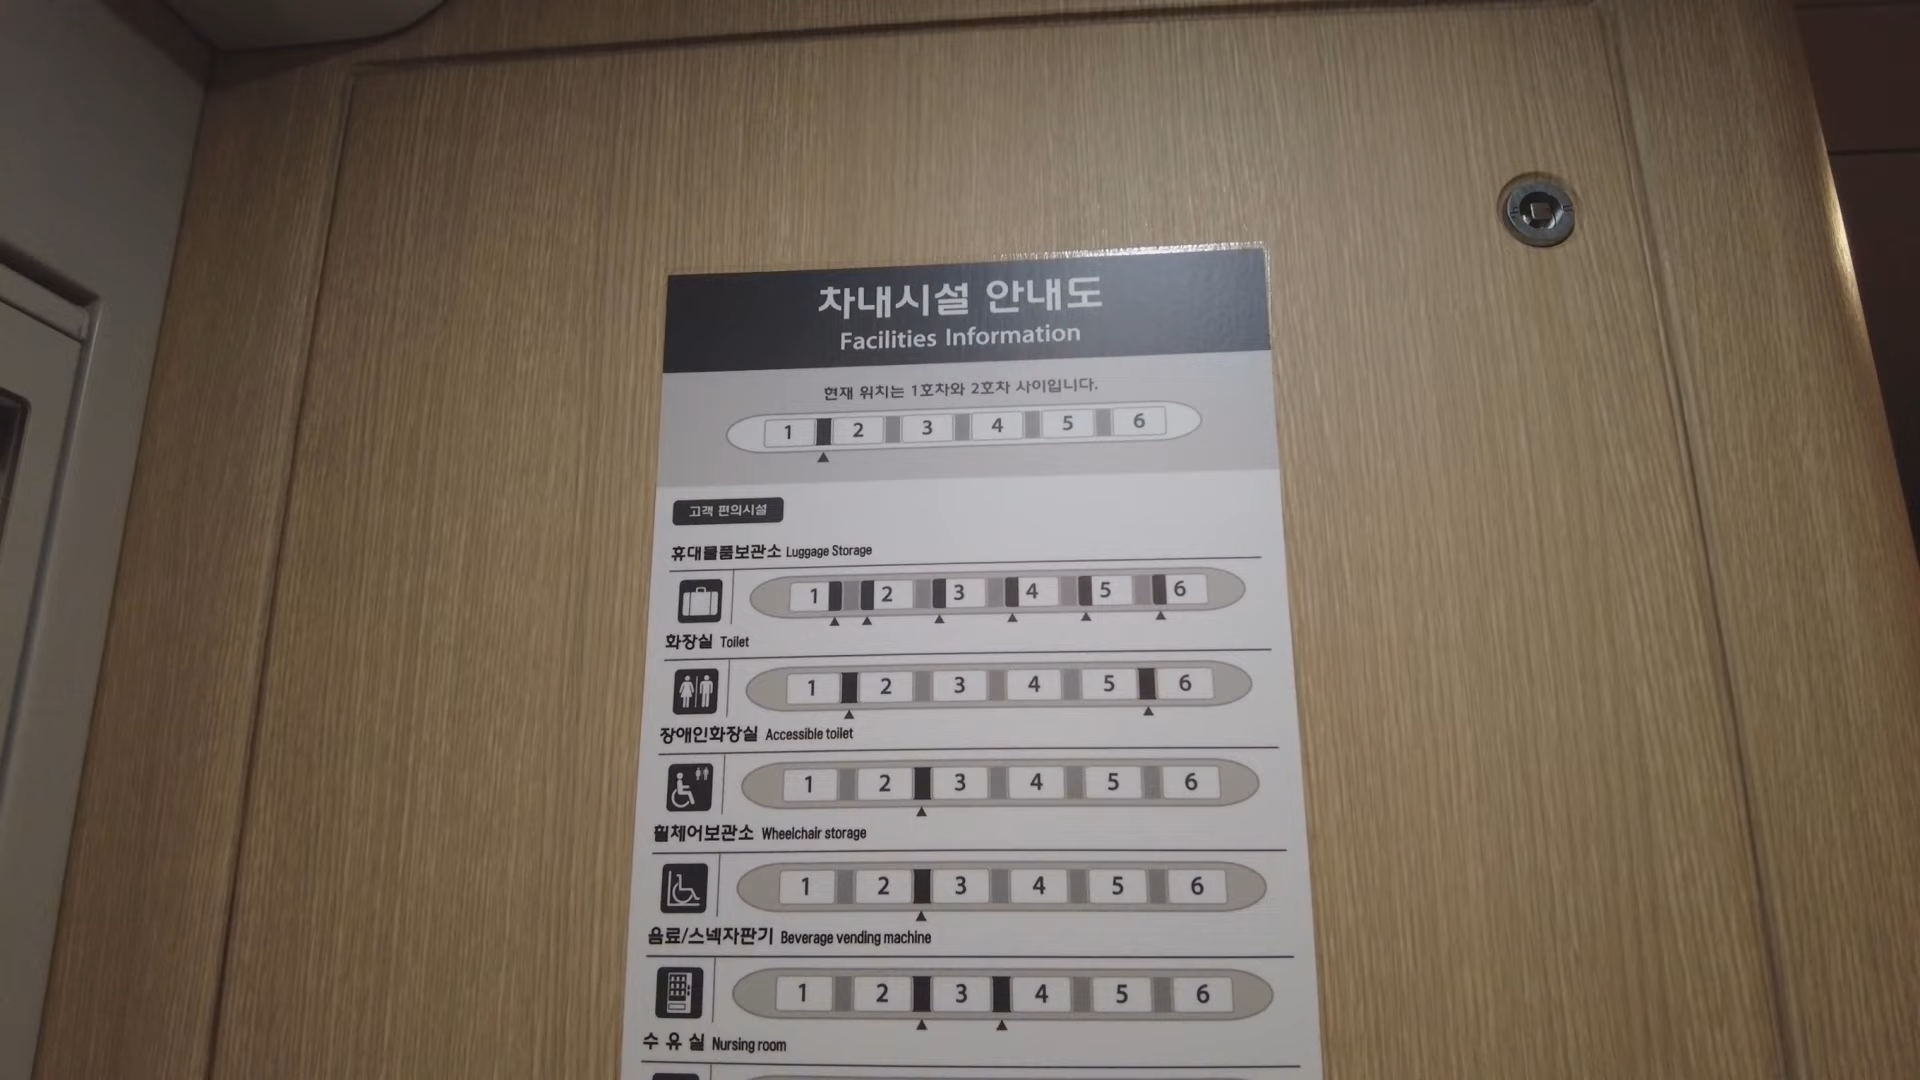 차내시설 안내도
Facilities Information
현재 위치는 1호차와 2호차 사이입니다.
1 2 3 4 5 6
고객 편의시설
휴대물품보관소 Luggage Storage
1 2 3 4 5 6
화장실 Toilet
1 2 3 4 5 6
장애인화장실 Accessible toilet
1 2 3 4 5 6
휠체어보관소 Wheelchair storage
1 2 3 4 5 6
음료/스넥자판기 Beverage vending machine
1 2 3 4 5 6
수 유 실 Nursing room